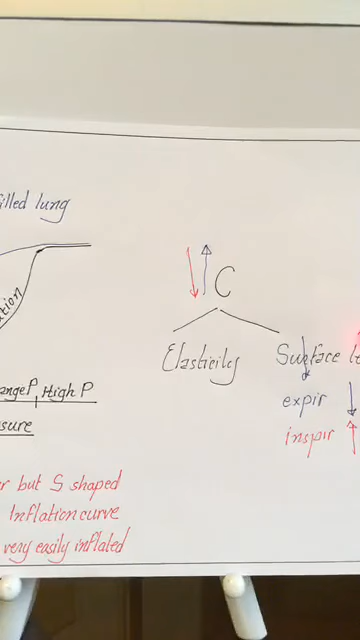 illed lung
ation
C
Elasticity
Surface te
angeP, High P
expir
sure
inspir
r but S shaped
Inflation curve
very easily inflated